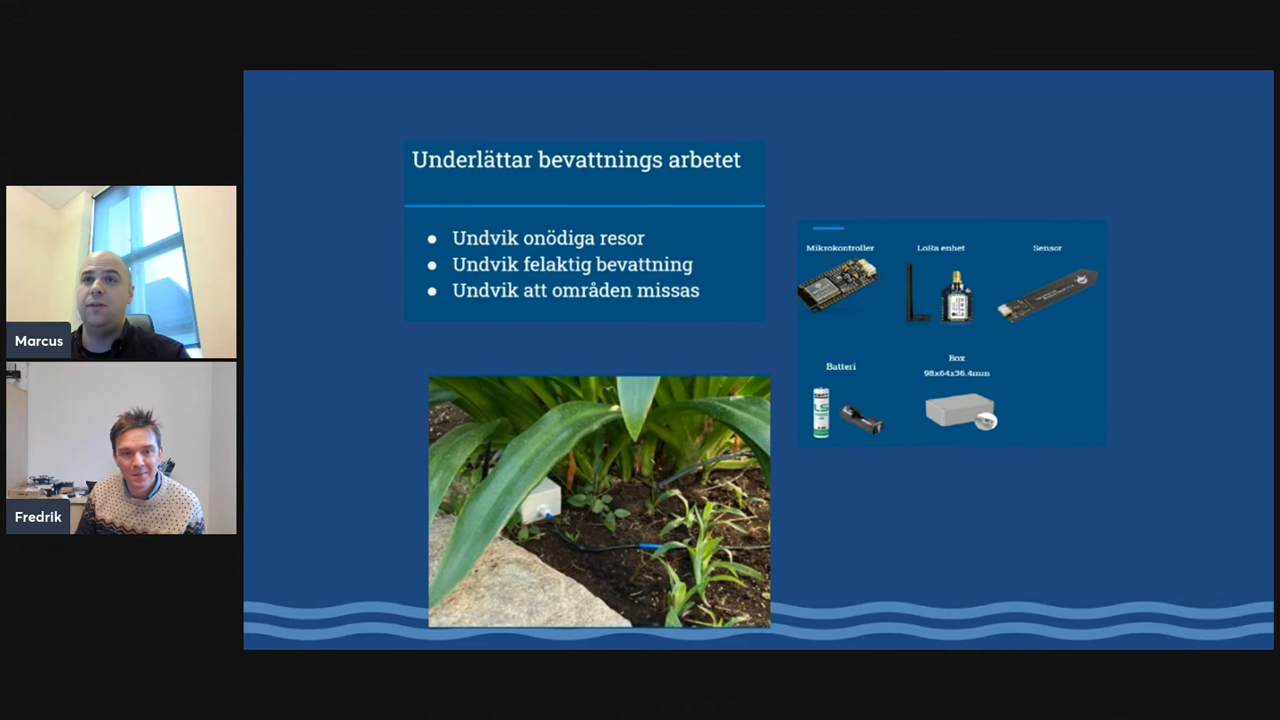 Underlättar bevattnings arbetet
● Undvik onödiga resor
● Undvik felaktig bevattning
● Undvik att områden missas
Mikrokontroller
LoRa enhet
Sensor
Batteri
Box
98x64x36.4mm
LS
Marcus
Fredrik